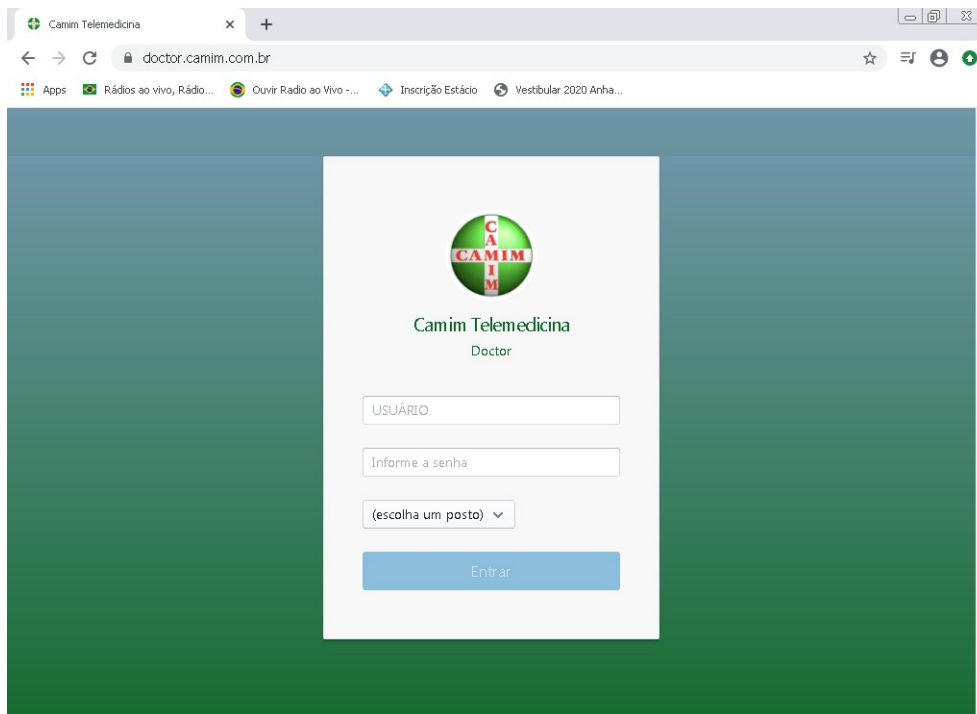 Camim Telemedicina
doctor.camim.com.br
Apps Rádios ao vivo, Rádio... Ouvir Radio ao Vivo -... Inscrição Estácio Vestibular 2020 Anha...
CAMIM
CAMIM
Camim Telemedicina
Doctor
USUÁRIO
Informe a senha
(escolha um posto)
Entrar